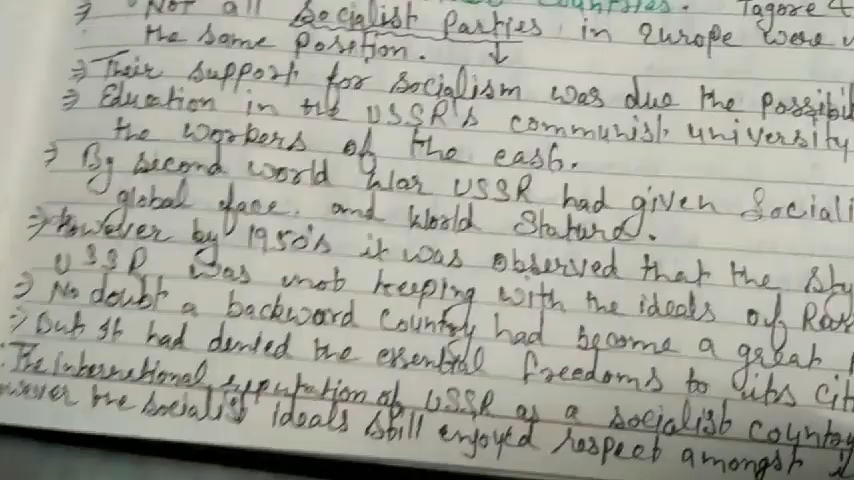 Countries. Tagore
⇒ Not all Socialist Parties in Europe were
the same Position.
⇒ Their support for socialism was due the Possibil
⇒ Eduation in the USSR's communist university
the workers of the east.
⇒ By second world War USSR had given Sociali
global face, and World Stature.
⇒ However by 1950's it was observed that the sty
USSR was not keeping with the ideals of
⇒ No doubt a backward Country had become a great
⇒ But it had denied the essential freedoms to its cit
The international reputation of USSR as a socialist country
however the socialist ideals still enjoyed respect amongst